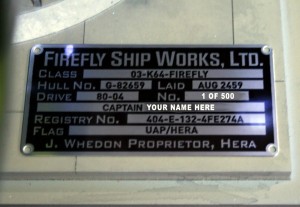 FIREFLY SHIP WORKS, LTD.
CLASS 03-K64-FIREFLY
HULL NO. G-82659 LAID AUG 2459
DRIVE 80-04 NO. 1 OF 500
CAPTAIN YOUR NAME HERE
REGISTRY NO. 404-E-132-4FE274A
FLAG UAP/HERA
J. WHEDON PROPRIETOR, HERA